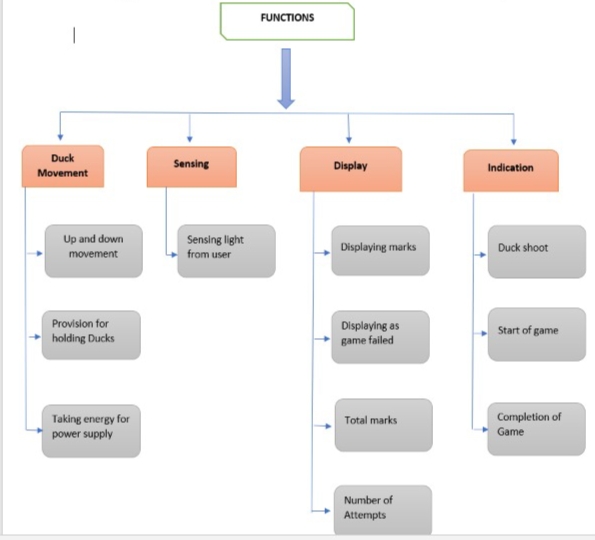 FUNCTIONS
Duck
Movement
Sensing
Display
Indication
Up and down
movement
Sensing light
from user
Displaying marks
Duck shoot
Provision for
holding Ducks
Displaying as
game failed
Start of game
Taking energy for
power supply
Total marks
Completion of
Game
Number of
Attempts